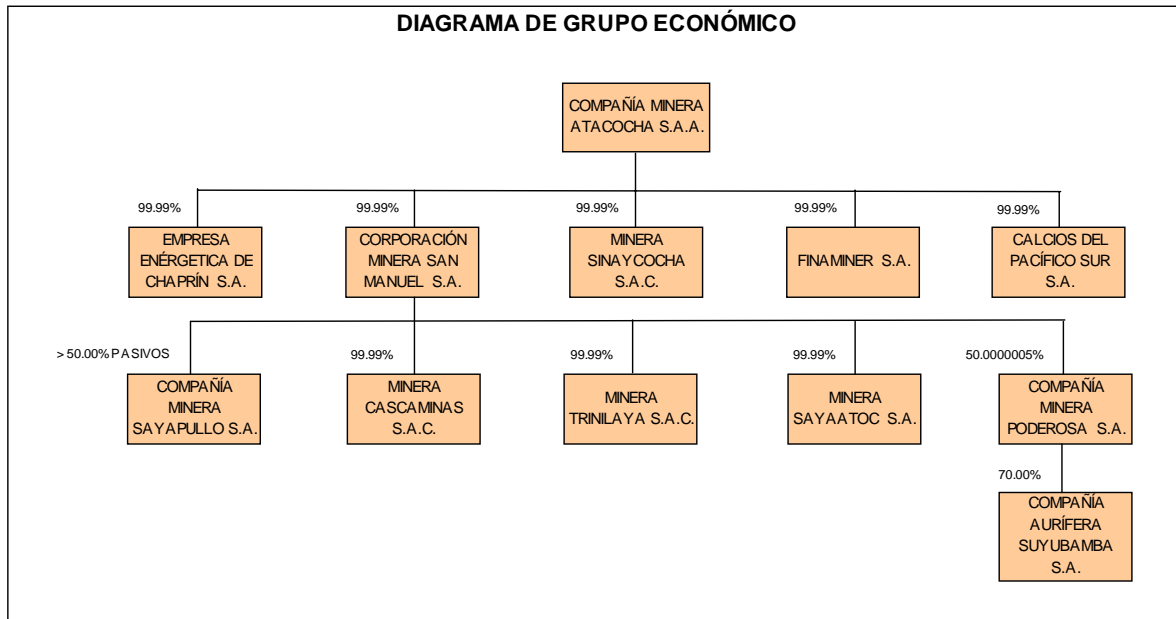 DIAGRAMA DE GRUPO ECONÓMICO
COMPAÑÍA MINERA
ATACOCHA S.A.A.
99.99%
99.99%
99.99%
99.99%
99.99%
EMPRESA
ENÉRGETICA DE
CHAPRÍN S.A.
CORPORACIÓN
MINERA SAN
MANUEL S.A.
MINERA
SINAYCOCHA
S.A.C.
FINAMINER S.A.
CALCIOS DEL
PACÍFICO SUR
S.A.
> 50.00% PASIVOS
99.99%
99.99%
99.99%
50.0000005%
COMPAÑÍA
MINERA
SAYAPULLO S.A.
MINERA
CASCAMINAS
S.A.C.
MINERA
TRINILAYA S.A.C.
MINERA
SAYAATOC S.A.
COMPAÑÍA
MINERA
PODEROSA S.A.
70.00%
COMPAÑÍA
AURÍFERA
SUYUBAMBA
S.A.